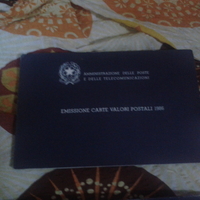 AMMINISTRAZIONE DELLE POSTE
E DELLE TELECOMUNICAZIONI
EMISSIONE CARTE VALORI POSTALI